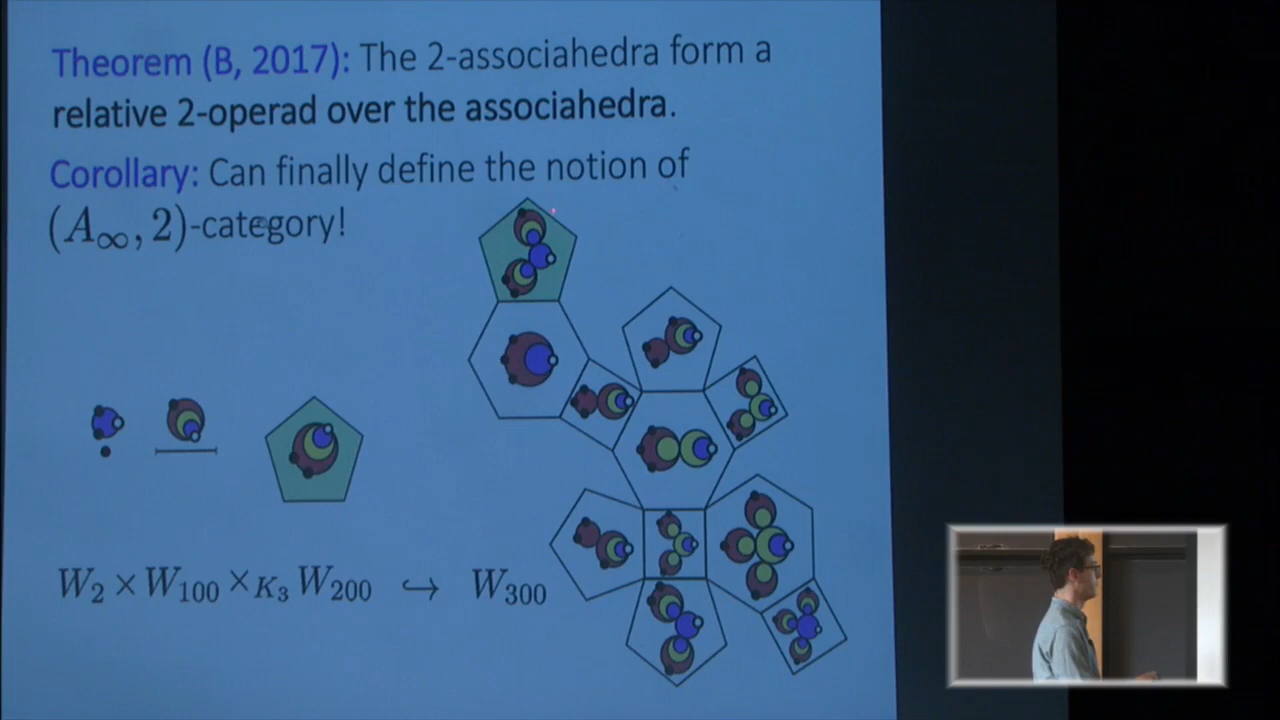 Theorem (B, 2017): The 2-associahedra form a
relative 2-operad over the associahedra.
Corollary: Can finally define the notion of
(A∞, 2)-category!
W₂ × W₁₀₀ ×_K₃ W₂₀₀ ↪ W₃₀₀